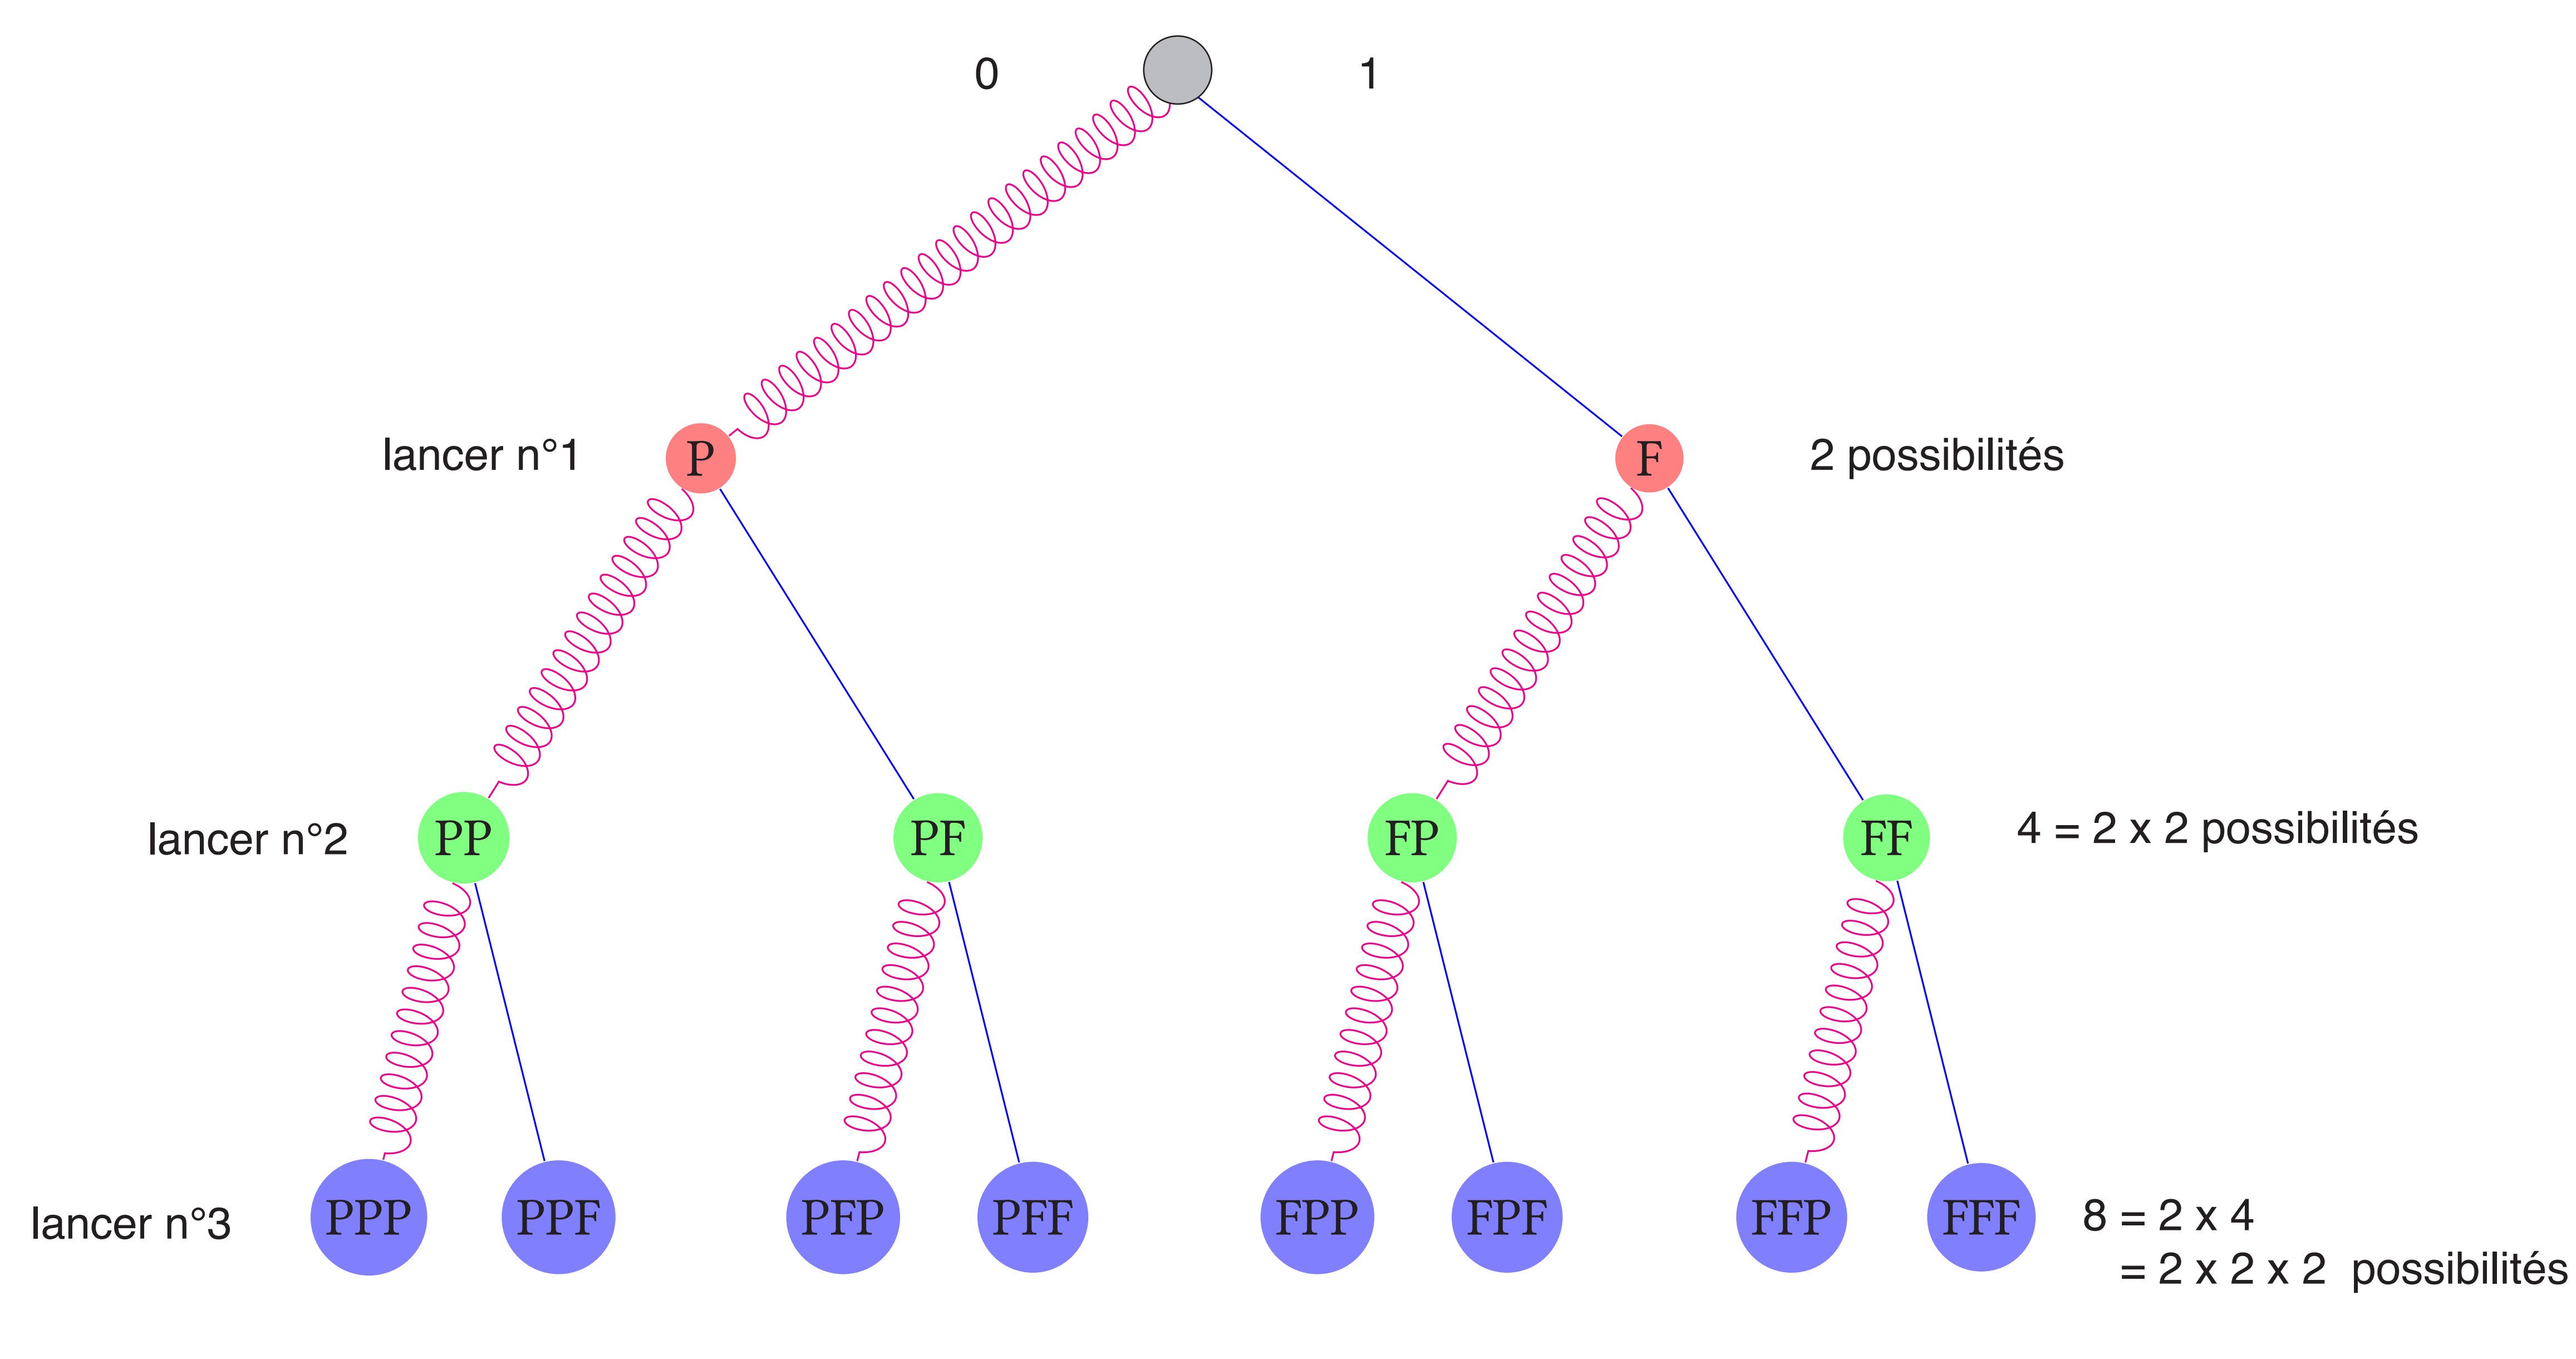 0 1
lancer n°1 P F 2 possibilités
lancer n°2 PP PF FP FF 4 = 2 x 2 possibilités
lancer n°3 PPP PPF PFP PFF FPP FPF FFP FFF 8 = 2 x 4
= 2 x 2 x 2 possibilités